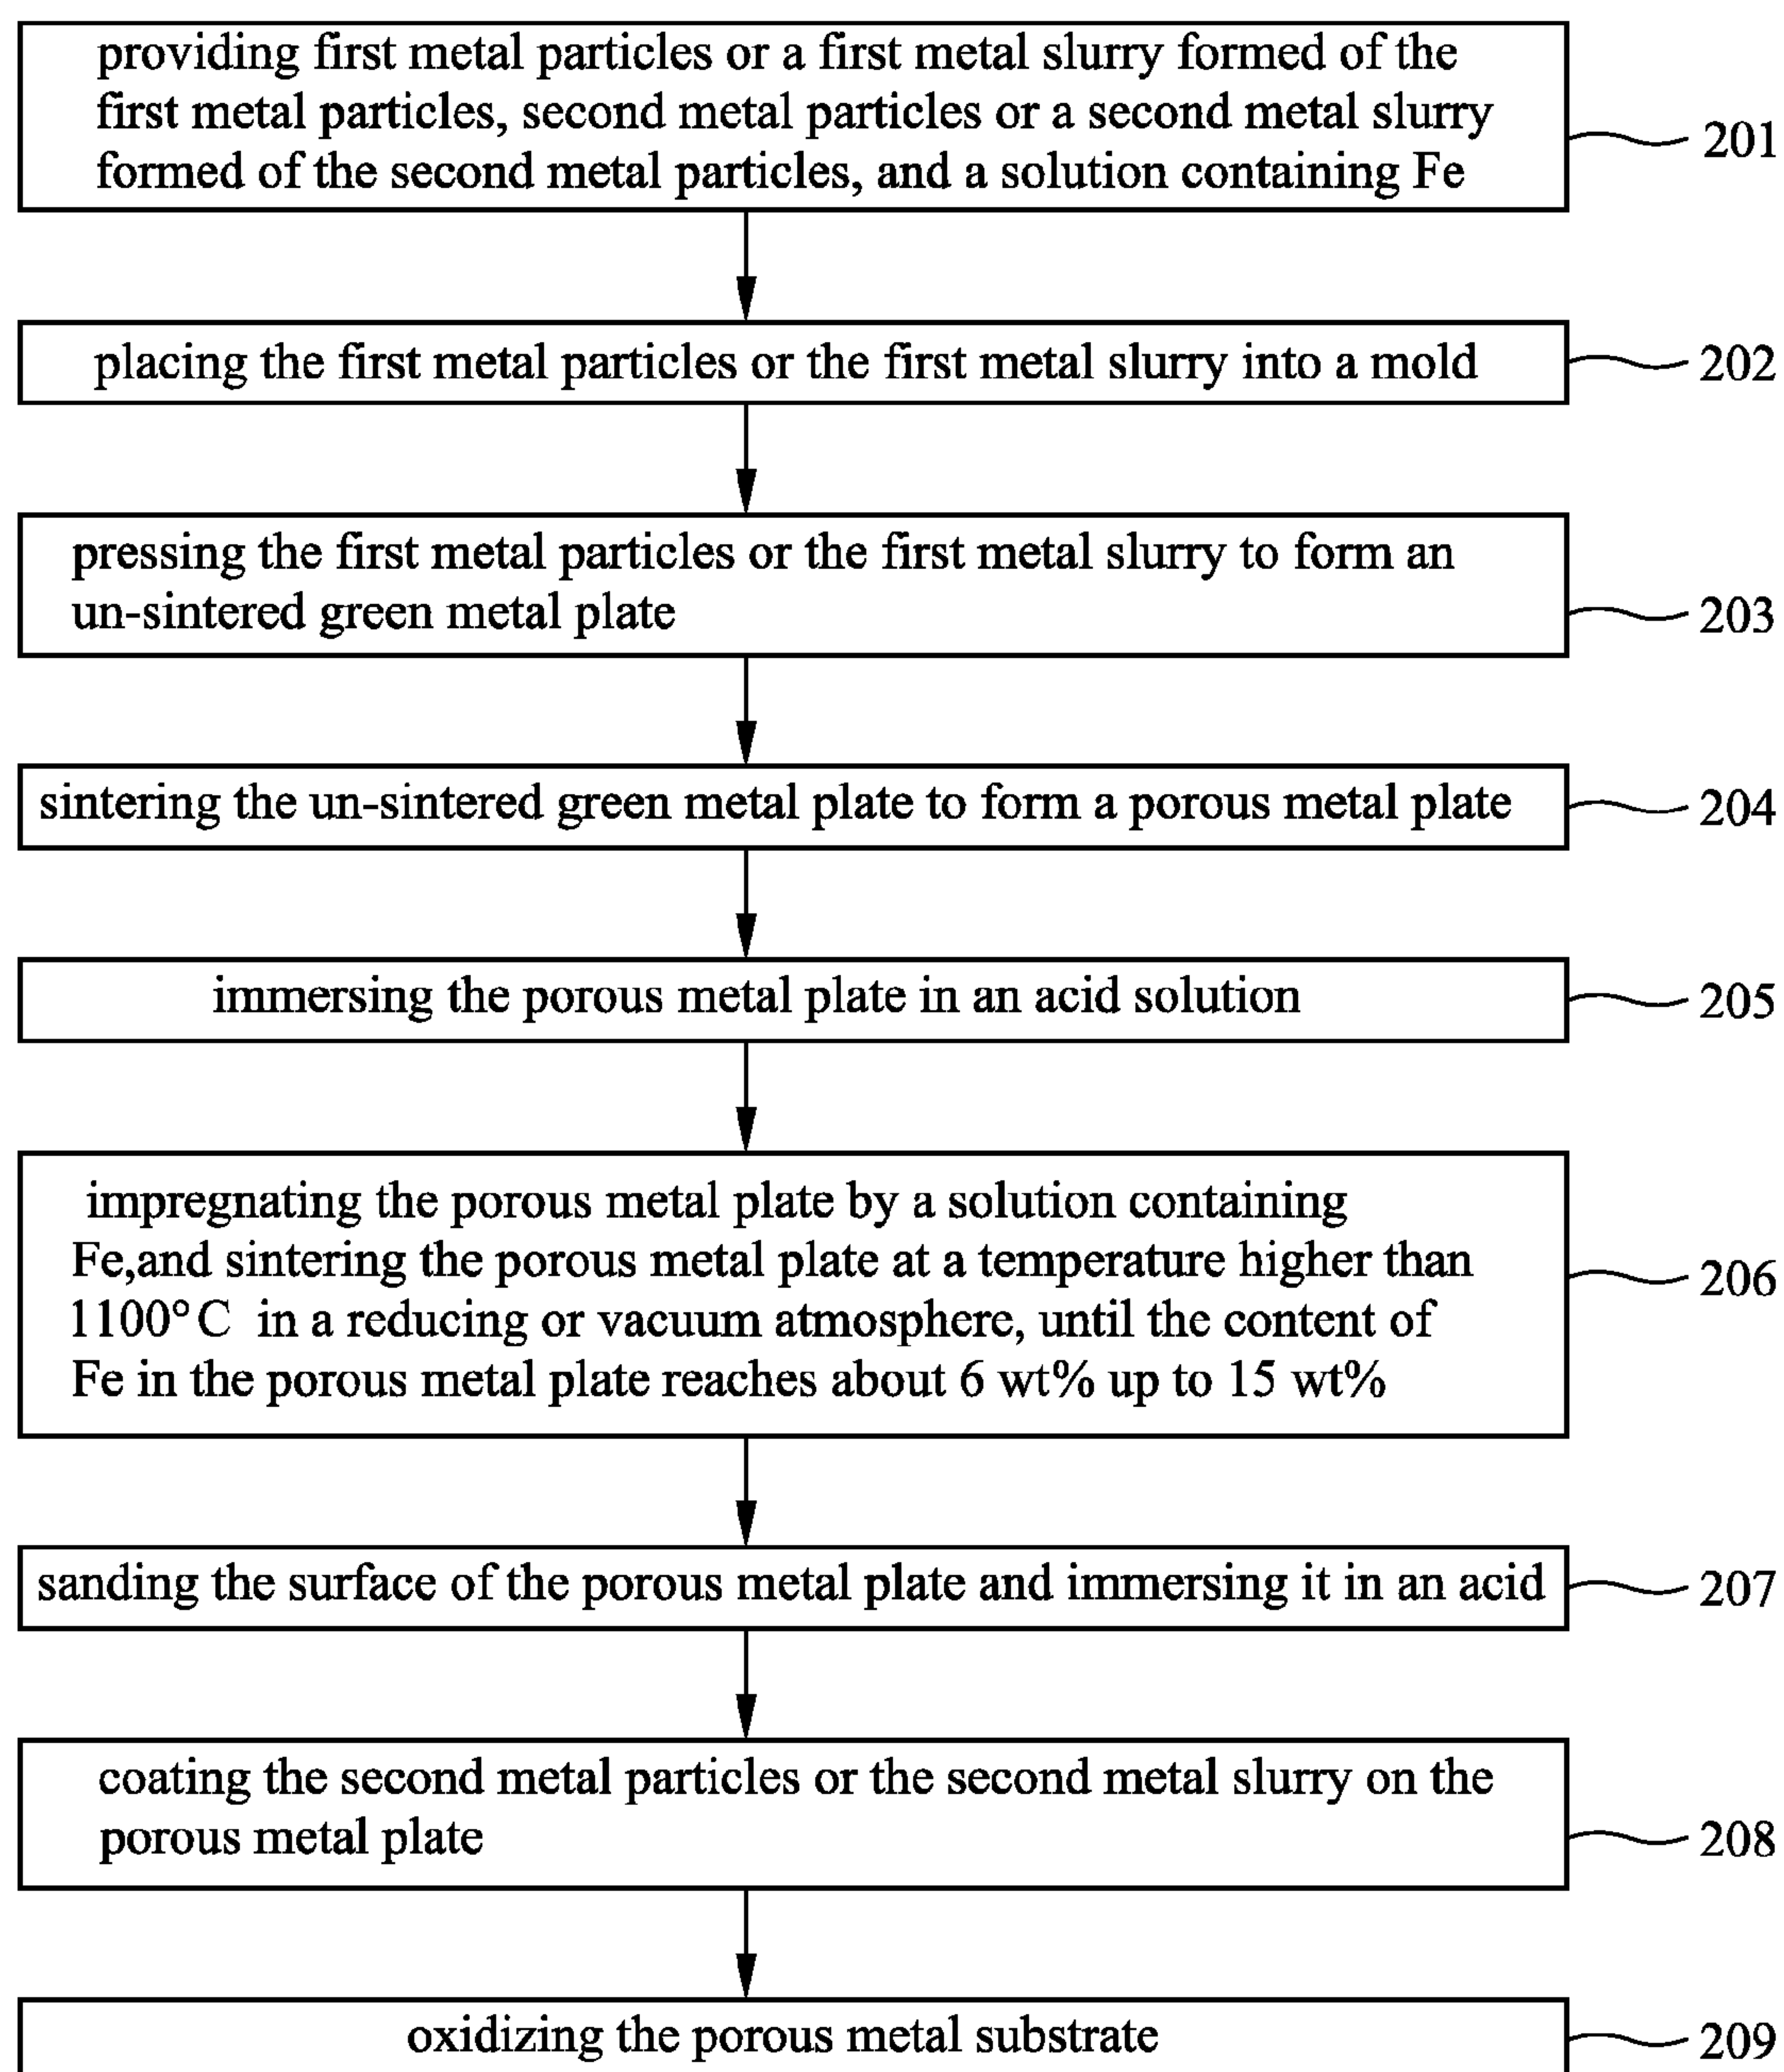 providing first metal particles or a first metal slurry formed of the
first metal particles, second metal particles or a second metal slurry
formed of the second metal particles, and a solution containing Fe
201
placing the first metal particles or the first metal slurry into a mold
202
pressing the first metal particles or the first metal slurry to form an
un-sintered green metal plate
203
sintering the un-sintered green metal plate to form a porous metal plate
204
immersing the porous metal plate in an acid solution
205
impregnating the porous metal plate by a solution containing
Fe,and sintering the porous metal plate at a temperature higher than
1100°C in a reducing or vacuum atmosphere, until the content of
Fe in the porous metal plate reaches about 6 wt% up to 15 wt%
206
sanding the surface of the porous metal plate and immersing it in an acid
207
coating the second metal particles or the second metal slurry on the
porous metal plate
208
oxidizing the porous metal substrate
209